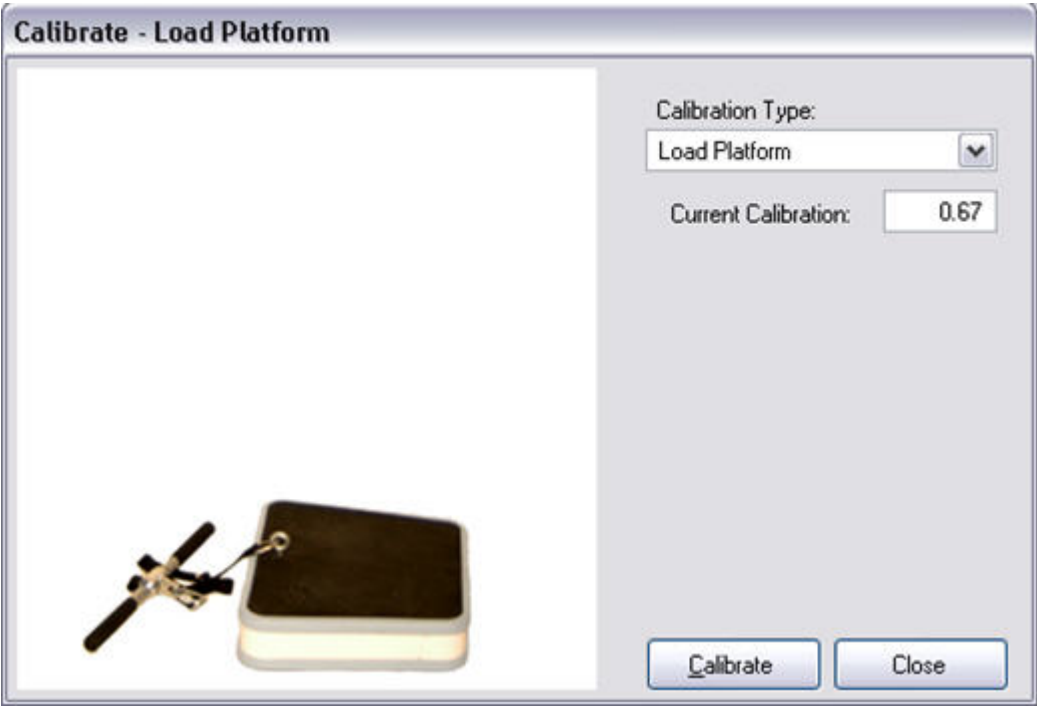 Calibrate - Load Platform
Calibration Type:
Load Platform
Current Calibration: 0.67
Calibrate Close